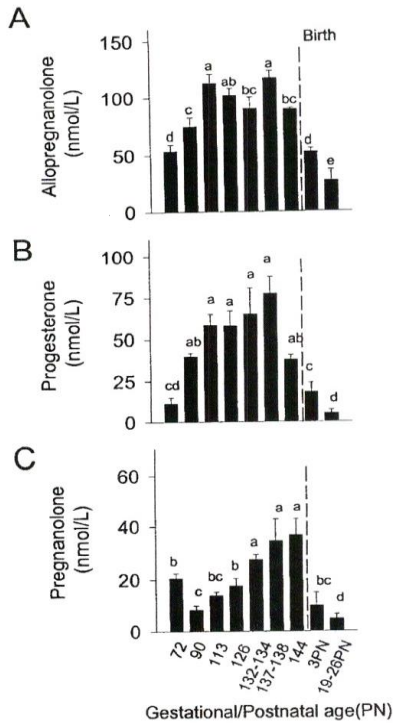 A
Birth
150
100
50
0
Allopregnanolone
(nmol/L)
d
c
a
ab
bc
a
bc
d
e
B
100
75
50
25
0
Progesterone
(nmol/L)
cd
ab
a
a
a
a
ab
c
d
C
60
40
20
0
Pregnanolone
(nmol/L)
b
c
bc
b
a
a
a
bc
d
72
90
113
126
132-134
137-138
144
3PN
19-26PN
Gestational/Postnatal age(PN)